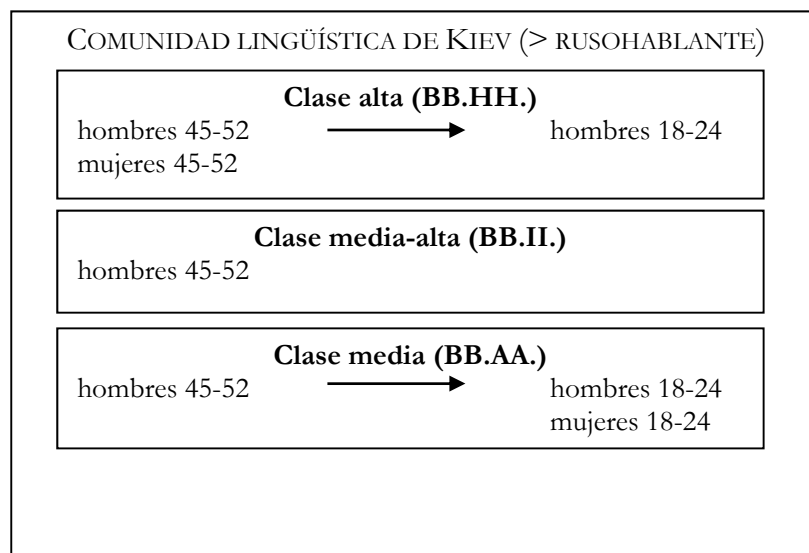 COMUNIDAD LINGÜÍSTICA DE KIEV (> RUSOHABLANTE)
Clase alta (BB.HH.)
hombres 45-52 hombres 18-24
mujeres 45-52
Clase media-alta (BB.II.)
hombres 45-52
Clase media (BB.AA.)
hombres 45-52 hombres 18-24
mujeres 18-24